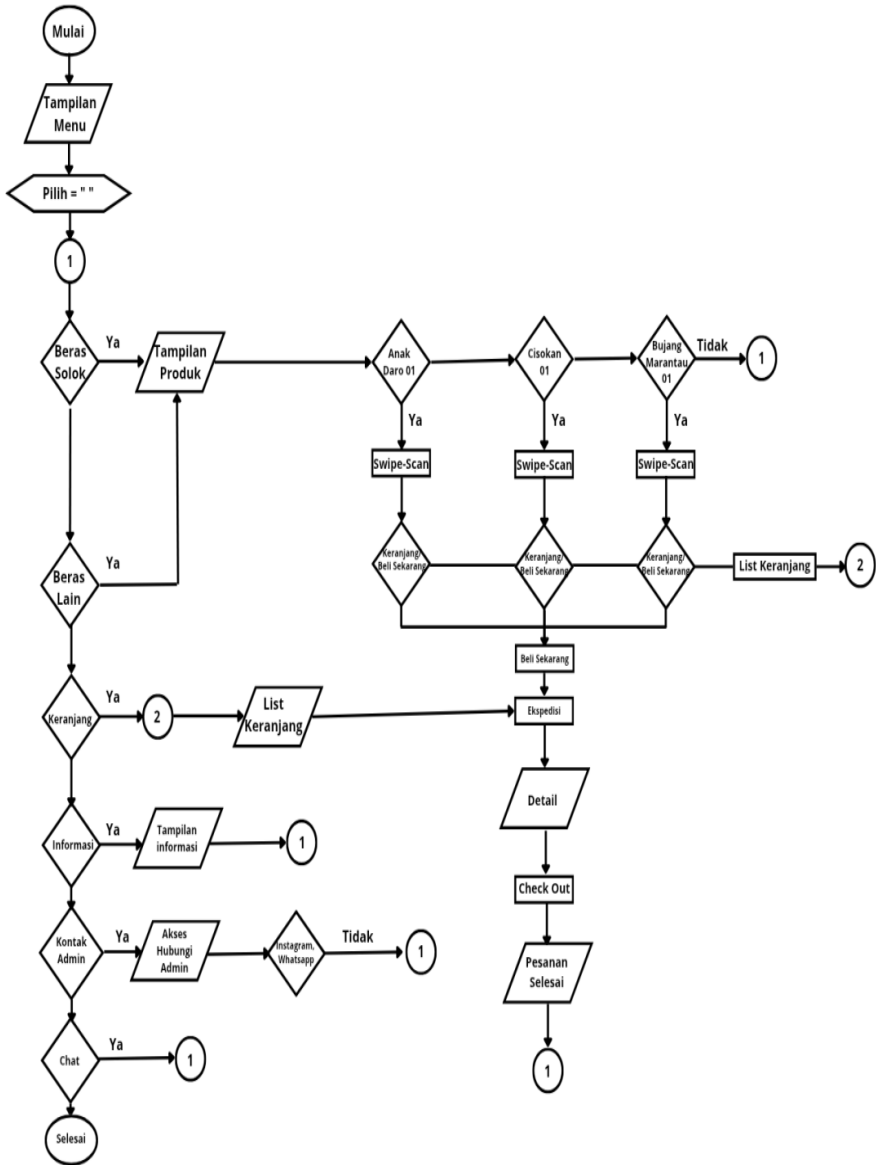 Mulai
Tampilan
Menu
Pilih = " "
1
Beras
Solok
Ya
Tampilan
Produk
Anak
Daro 01
Cisokan
01
Bujang
Marantau
01
Tidak
1
Ya
Ya
Ya
Swipe-Scan
Swipe-Scan
Swipe-Scan
Keranjang/
Beli Sekarang
Keranjang/
Beli Sekarang
Keranjang/
Beli Sekarang
List Keranjang
2
Beras
Lain
Ya
Beli Sekarang
Keranjang
Ya
2
List
Keranjang
Ekspedisi
Detail
Informasi
Ya
Tampilan
informasi
1
Check Out
Kontak
Admin
Ya
Akses
Hubungi
Admin
Instagram,
Whatsapp
Tidak
1
Pesanan
Selesai
Chat
Ya
1
1
Selesai